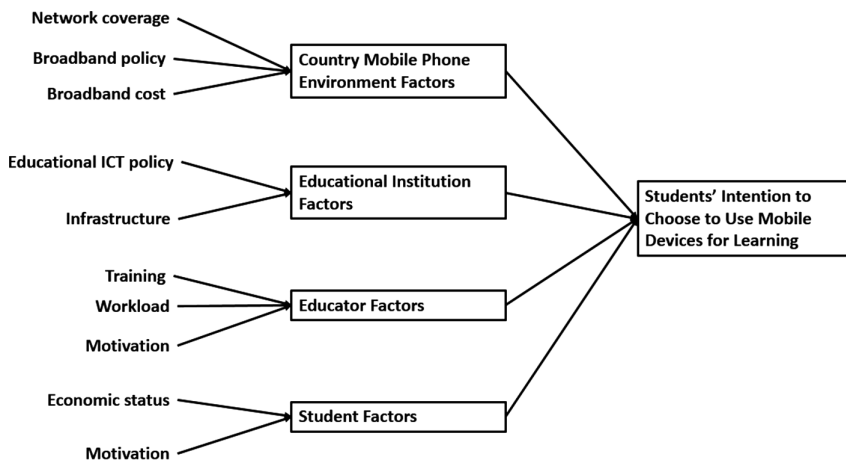 Network coverage
Broadband policy
Broadband cost
Country Mobile Phone
Environment Factors
Educational ICT policy
Infrastructure
Educational Institution
Factors
Training
Workload
Motivation
Educator Factors
Economic status
Motivation
Student Factors
Students' Intention to
Choose to Use Mobile
Devices for Learning